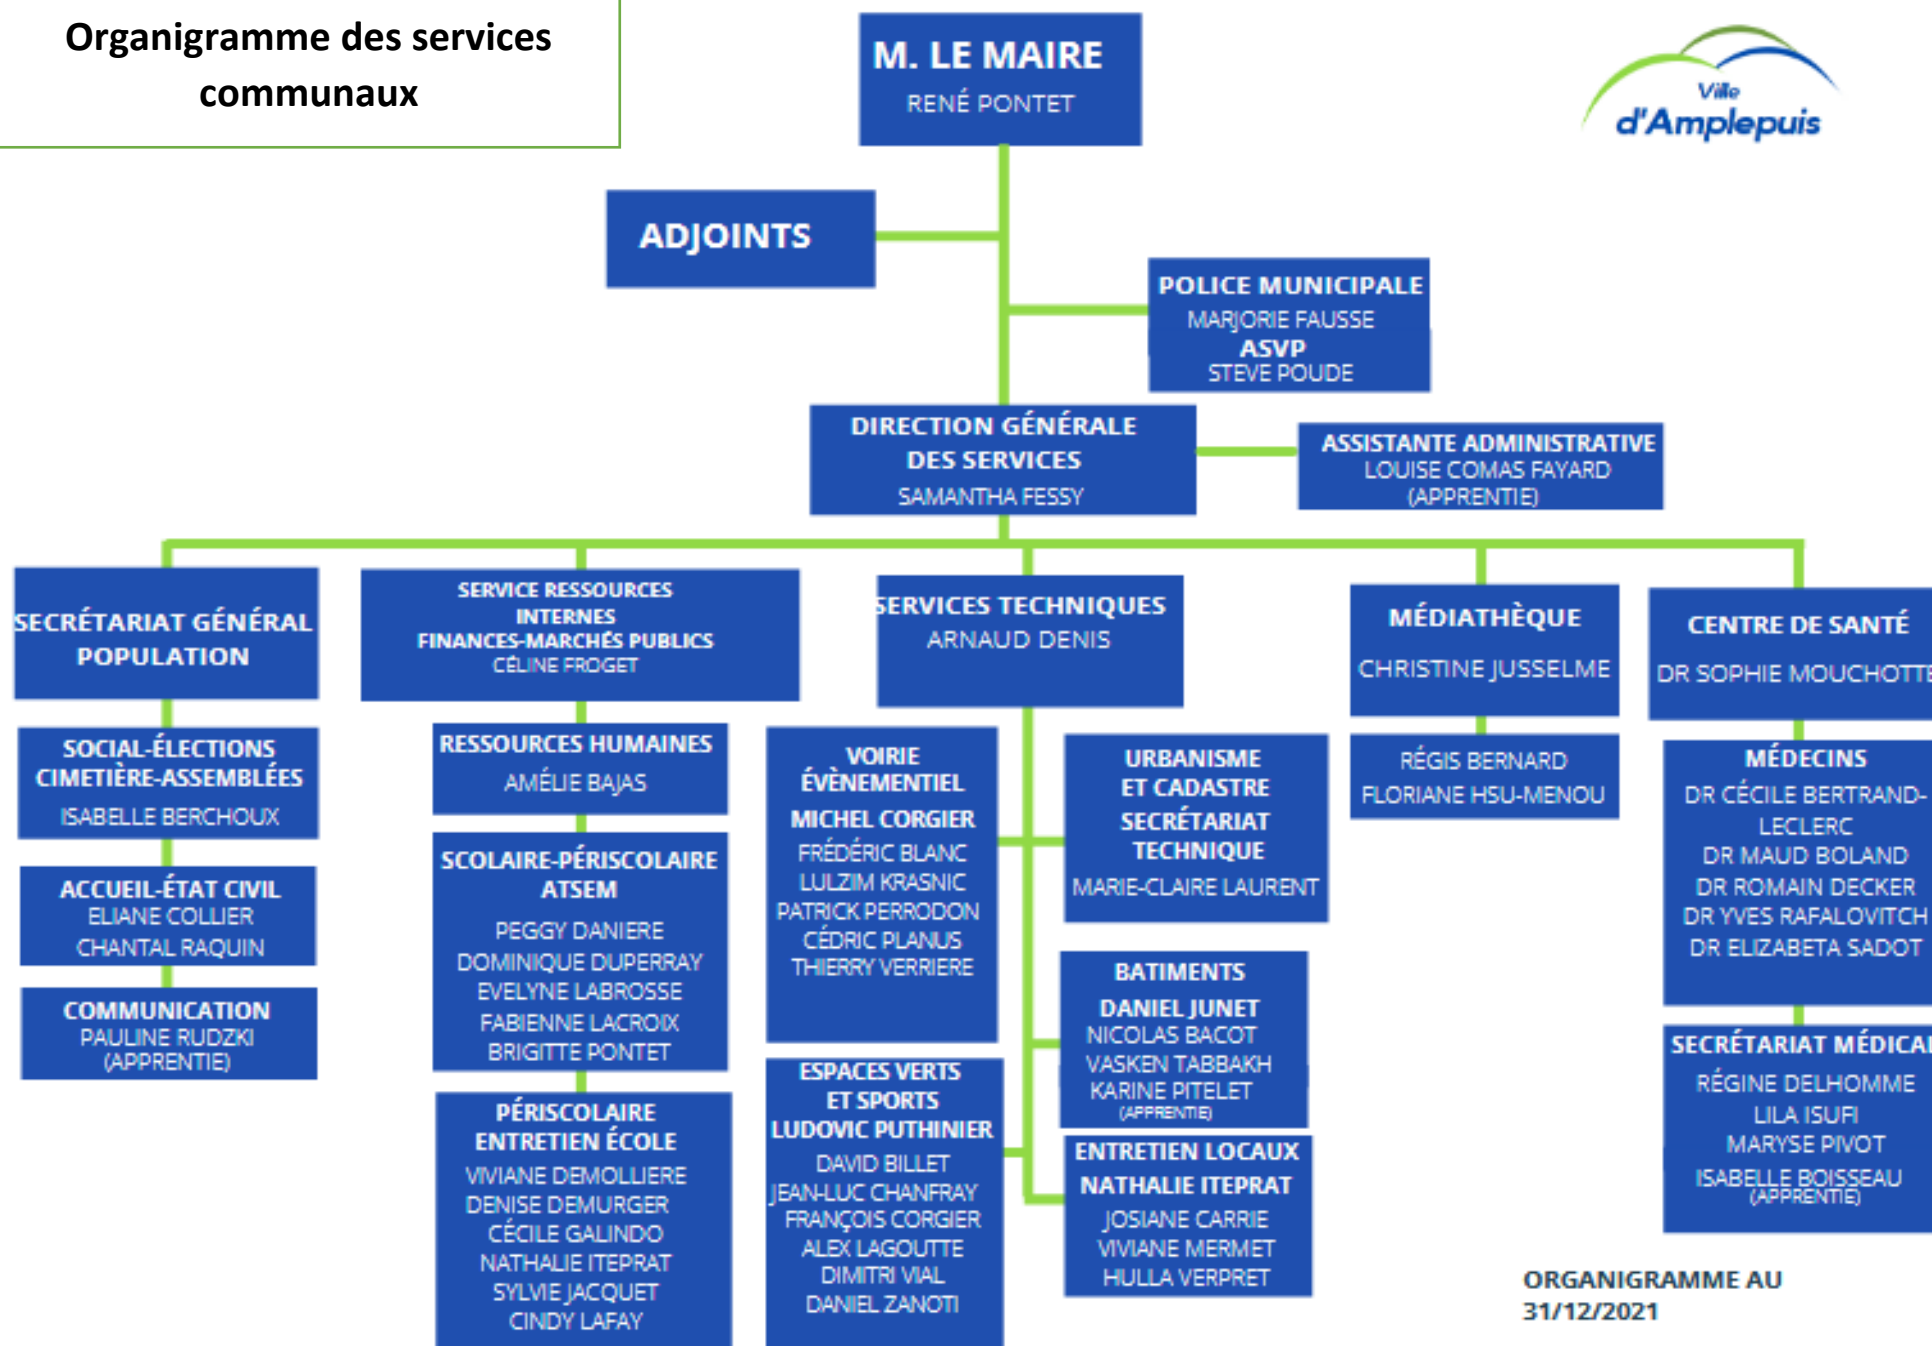 Organigramme des services
communaux
M. LE MAIRE
RENÉ PONTET
Ville
d'Amplepuis
ADJOINTS
POLICE MUNICIPALE
MARJORIE FAUSSE
ASVP
STEVE POUDE
DIRECTION GÉNÉRALE
DES SERVICES
SAMANTHA FESSY
ASSISTANTE ADMINISTRATIVE
LOUISE COMAS FAYARD
(APPRENTIE)
SECRÉTARIAT GÉNÉRAL
POPULATION
SOCIAL-ÉLECTIONS
CIMETIÈRE-ASSEMBLÉES
ISABELLE BERCHOUX
ACCUEIL-ÉTAT CIVIL
ELIANE COLLIER
CHANTAL RAQUIN
COMMUNICATION
PAULINE RUDZKI
(APPRENTIE)
SERVICE RESSOURCES
INTERNES
FINANCES-MARCHÉS PUBLICS
CÉLINE FROGET
RESSOURCES HUMAINES
AMÉLIE BAJAS
SCOLAIRE-PÉRISCOLAIRE
ATSEM
PEGGY DANIERE
DOMINIQUE DUPERRAY
EVELYNE LABROSSE
FABIENNE LACROIX
BRIGITTE PONTET
PÉRISCOLAIRE
ENTRETIEN ÉCOLE
VIVIANE DEMOLLIERE
DENISE DEMURGER
CÉCILE GALINDO
NATHALIE ITEPRAT
SYLVIE JACQUET
CINDY LAFAY
SERVICES TECHNIQUES
ARNAUD DENIS
VOIRIE
ÉVÈNEMENTIEL
MICHEL CORGIER
FRÉDÉRIC BLANC
LULZIM KRASNIC
PATRICK PERRODON
CÉDRIC PLANUS
THIERRY VERRIERE
ESPACES VERTS
ET SPORTS
LUDOVIC PUTHINIER
DAVID BILLET
JEAN-LUC CHANFRAY
FRANÇOIS CORGIER
ALEX LAGOUTTE
DIMITRI VIAL
DANIEL ZANOTI
URBANISME
ET CADASTRE
SECRÉTARIAT
TECHNIQUE
MARIE-CLAIRE LAURENT
BATIMENTS
DANIEL JUNET
NICOLAS BACOT
VASKEN TABBAKH
KARINE PITELET
(APPRENTIE)
ENTRETIEN LOCAUX
NATHALIE ITEPRAT
JOSIANE CARRIE
VIVIANE MERMET
HULLA VERPRET
MÉDIATHÈQUE
CHRISTINE JUSSELME
RÉGIS BERNARD
FLORIANE HSU-MENOU
CENTRE DE SANTÉ
DR SOPHIE MOUCHOTTE
MÉDECINS
DR CÉCILE BERTRAND-
LECLERC
DR MAUD BOLAND
DR ROMAIN DECKER
DR YVES RAFALOVITCH
DR ELIZABETA SADOT
SECRÉTARIAT MÉDICAL
RÉGINE DELHOMME
LILA ISUFI
MARYSE PIVOT
ISABELLE BOISSEAU
(APPRENTIE)
ORGANIGRAMME AU
31/12/2021